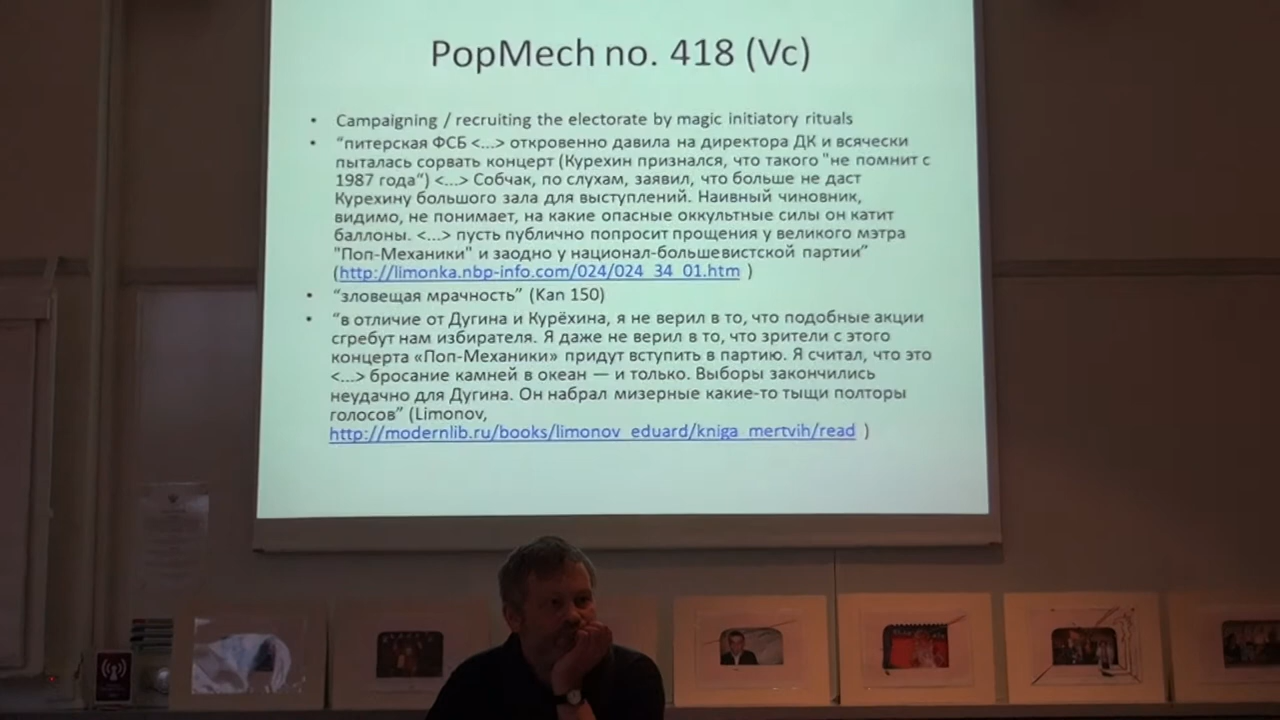 PopMech no. 418 (Vc)
• Campaigning / recruiting the electorate by magic initiatory rituals
• “питерская ФСБ <...> откровенно давила на директора ДК и всячески
пыталась сорвать концерт (Курехин признался, что такого "не помнит с
1987 года”) <...> Собчак, по слухам, заявил, что больше не даст
Курехину большого зала для выступлений. Наивный чиновник,
видимо, не понимает, на какие опасные оккультные силы он катит
баллоны. <...> пусть публично попросит прощения у великого мэтра
"Поп-Механики" и заодно у национал-большевистской партии”
(http://limonka.nbp-info.com/024/024_34_01.htm )
• “зловещая мрачность” (Kan 150)
• “в отличие от Дугина и Курёхина, я не верил в то, что подобные акции
сгребут нам избирателя. Я даже не верил в то, что зрители с этого
концерта «Поп-Механики» придут вступить в партию. Я считал, что это
<...> бросание камней в океан — и только. Выборы закончились
неудачно для Дугина. Он набрал мизерные какие-то тыщи полторы
голосов” (Limonov,
http://modernlib.ru/books/limonov_eduard/kniga_mertvih/read )